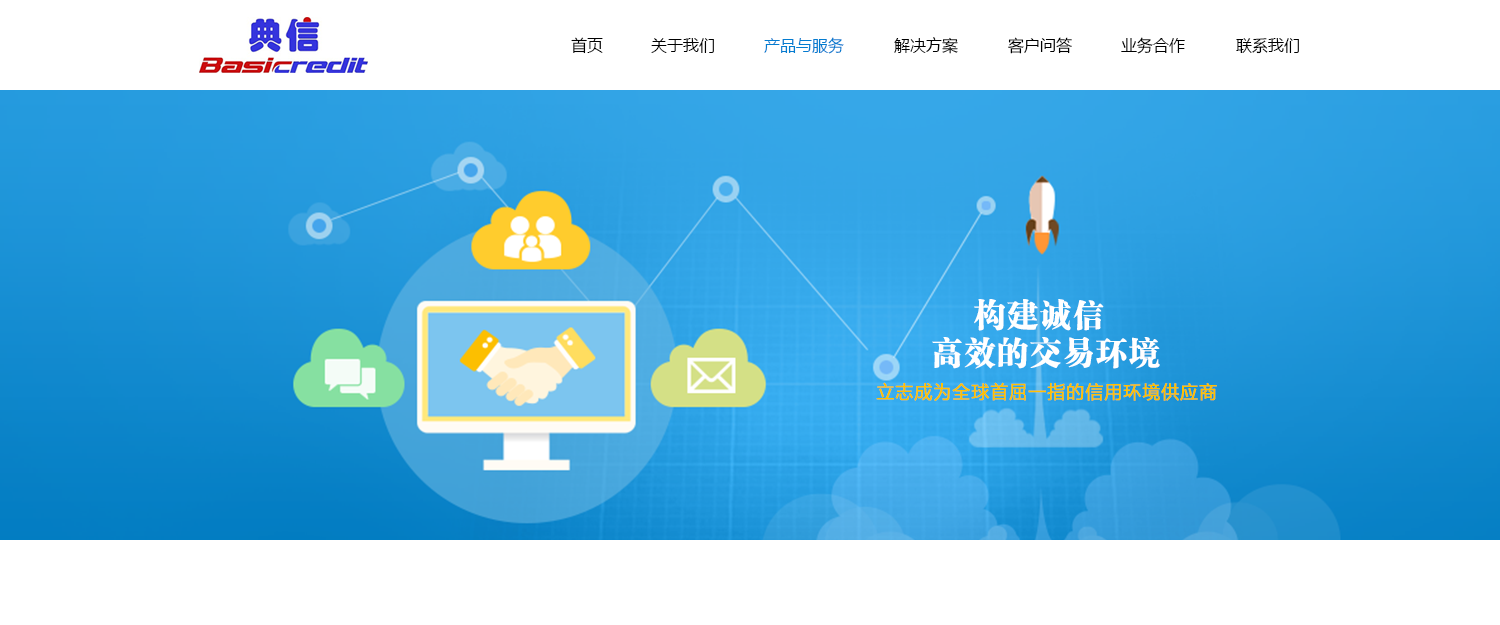 典信
Basicredit
首页 关于我们 产品与服务 解决方案 客户问答 业务合作 联系我们
构建诚信
高效的交易环境
立志成为全球首屈一指的信用环境供应商